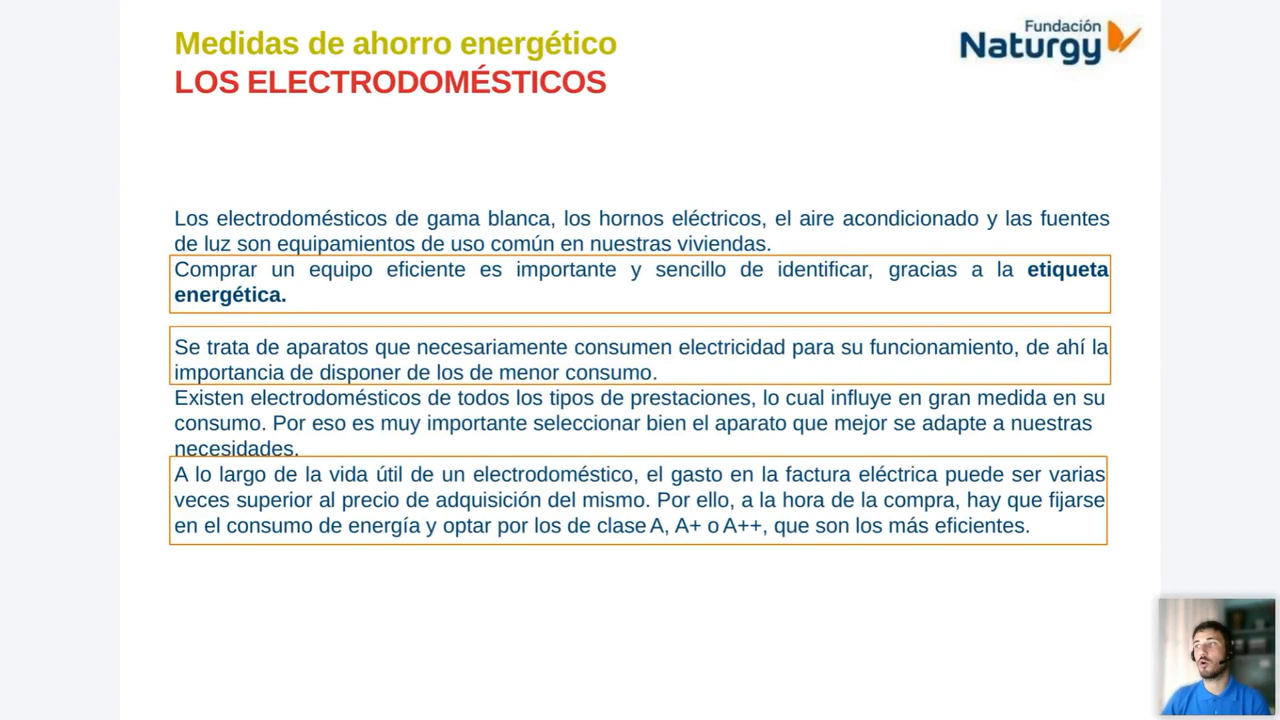 Medidas de ahorro energético
LOS ELECTRODOMÉSTICOS
Fundación
Naturgy
Los electrodomésticos de gama blanca, los hornos eléctricos, el aire acondicionado y las fuentes
de luz son equipamientos de uso común en nuestras viviendas.
Comprar un equipo eficiente es importante y sencillo de identificar, gracias a la etiqueta
energética.
Se trata de aparatos que necesariamente consumen electricidad para su funcionamiento, de ahí la
importancia de disponer de los de menor consumo.
Existen electrodomésticos de todos los tipos de prestaciones, lo cual influye en gran medida en su
consumo. Por eso es muy importante seleccionar bien el aparato que mejor se adapte a nuestras
necesidades.
A lo largo de la vida útil de un electrodoméstico, el gasto en la factura eléctrica puede ser varias
veces superior al precio de adquisición del mismo. Por ello, a la hora de la compra, hay que fijarse
en el consumo de energía y optar por los de clase A, A+ o A++, que son los más eficientes.